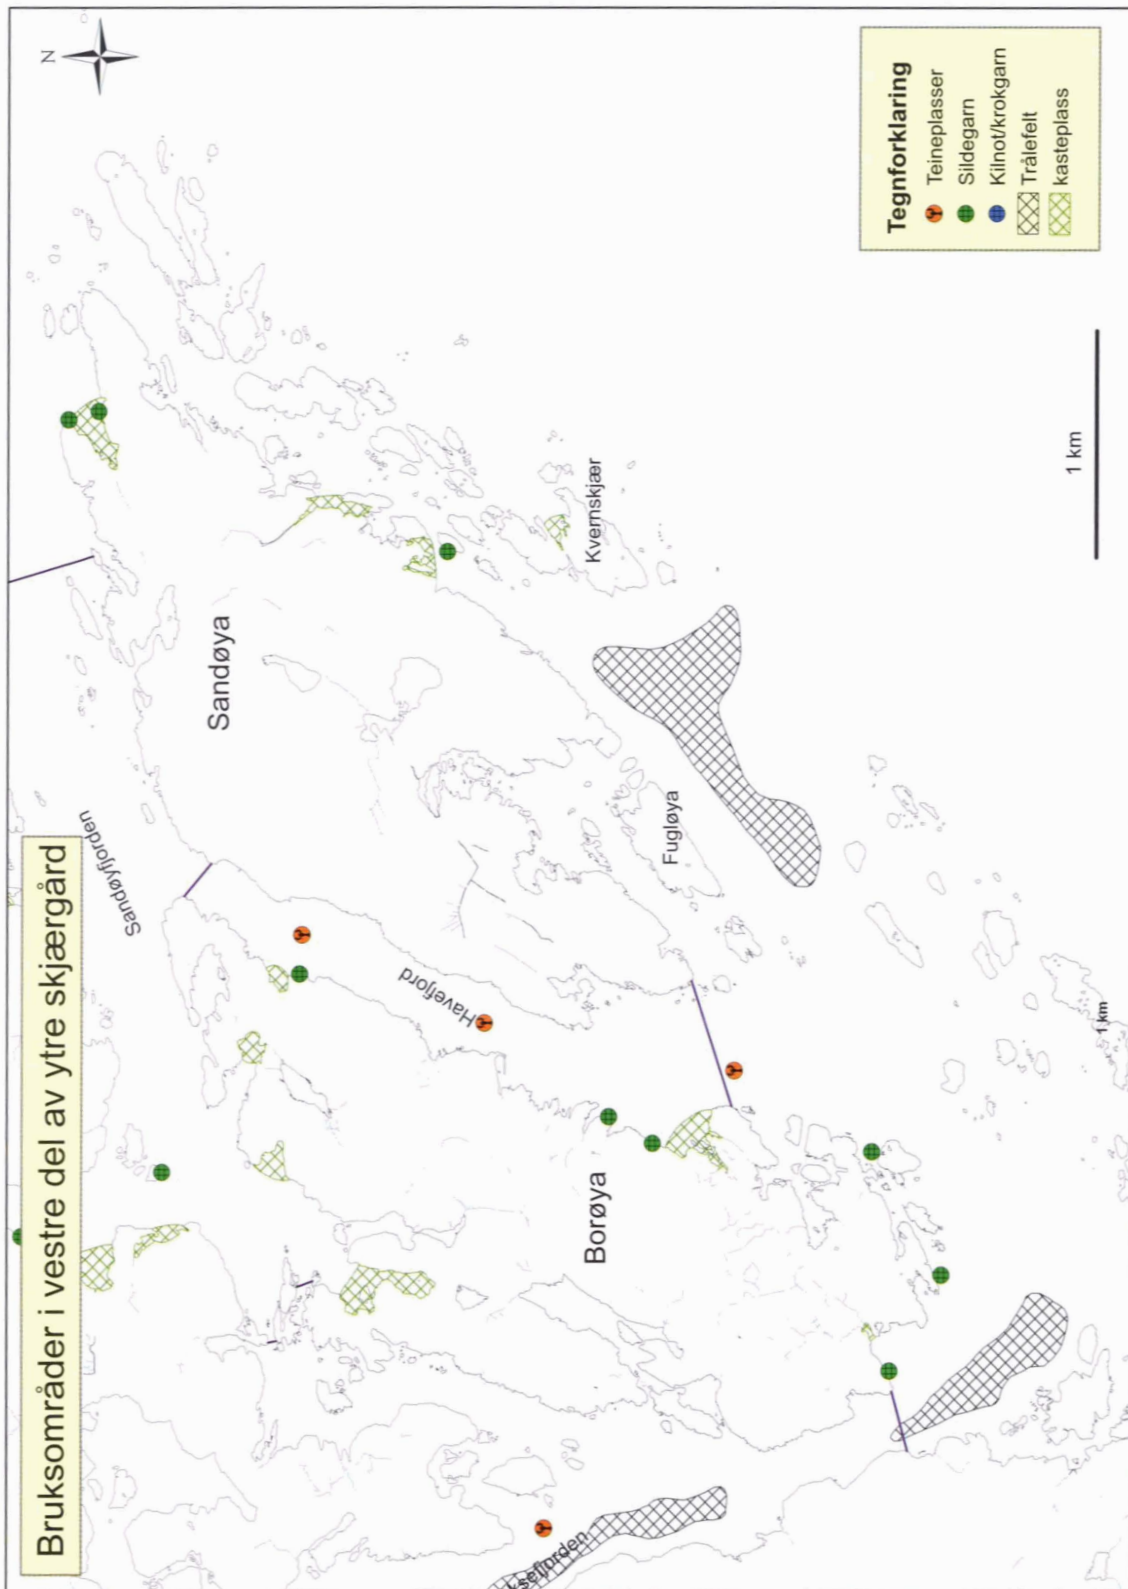 Bruksområder i vestre del av ytre skjærgård
N
Sandøyfjorden
Sandøya
Havefjord
Kvernskjær
Fugløya
Borøya
ksefjorden
1 km
1 km
Tegnforklaring
Teineplasser
Sildegarn
Kilnot/krokgarn
Trålefelt
kasteplass